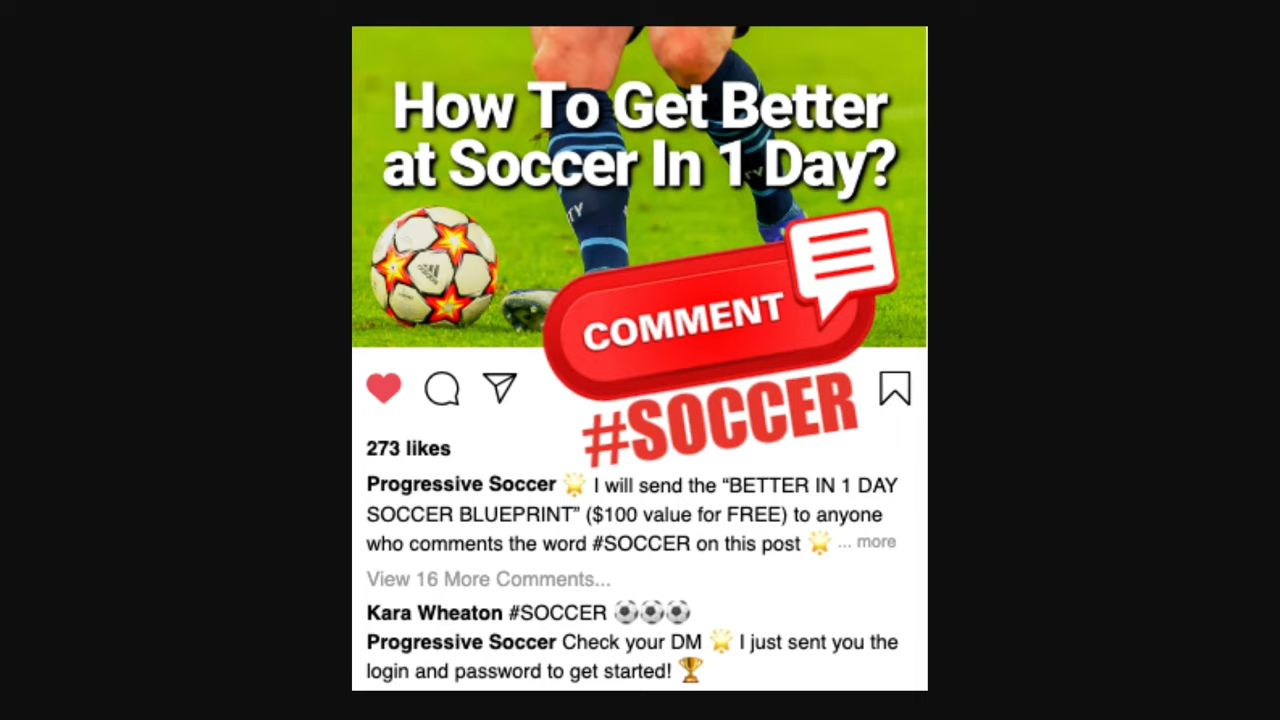 How To Get Better
at Soccer In 1 Day?
TY
TY
COMMENT
#SOCCER
273 likes
Progressive Soccer 🌟 I will send the “BETTER IN 1 DAY
SOCCER BLUEPRINT” ($100 value for FREE) to anyone
who comments the word #SOCCER on this post 🌟 ... more
View 16 More Comments...
Kara Wheaton #SOCCER ⚽⚽⚽
Progressive Soccer Check your DM 🌟 I just sent you the
login and password to get started! 🏆